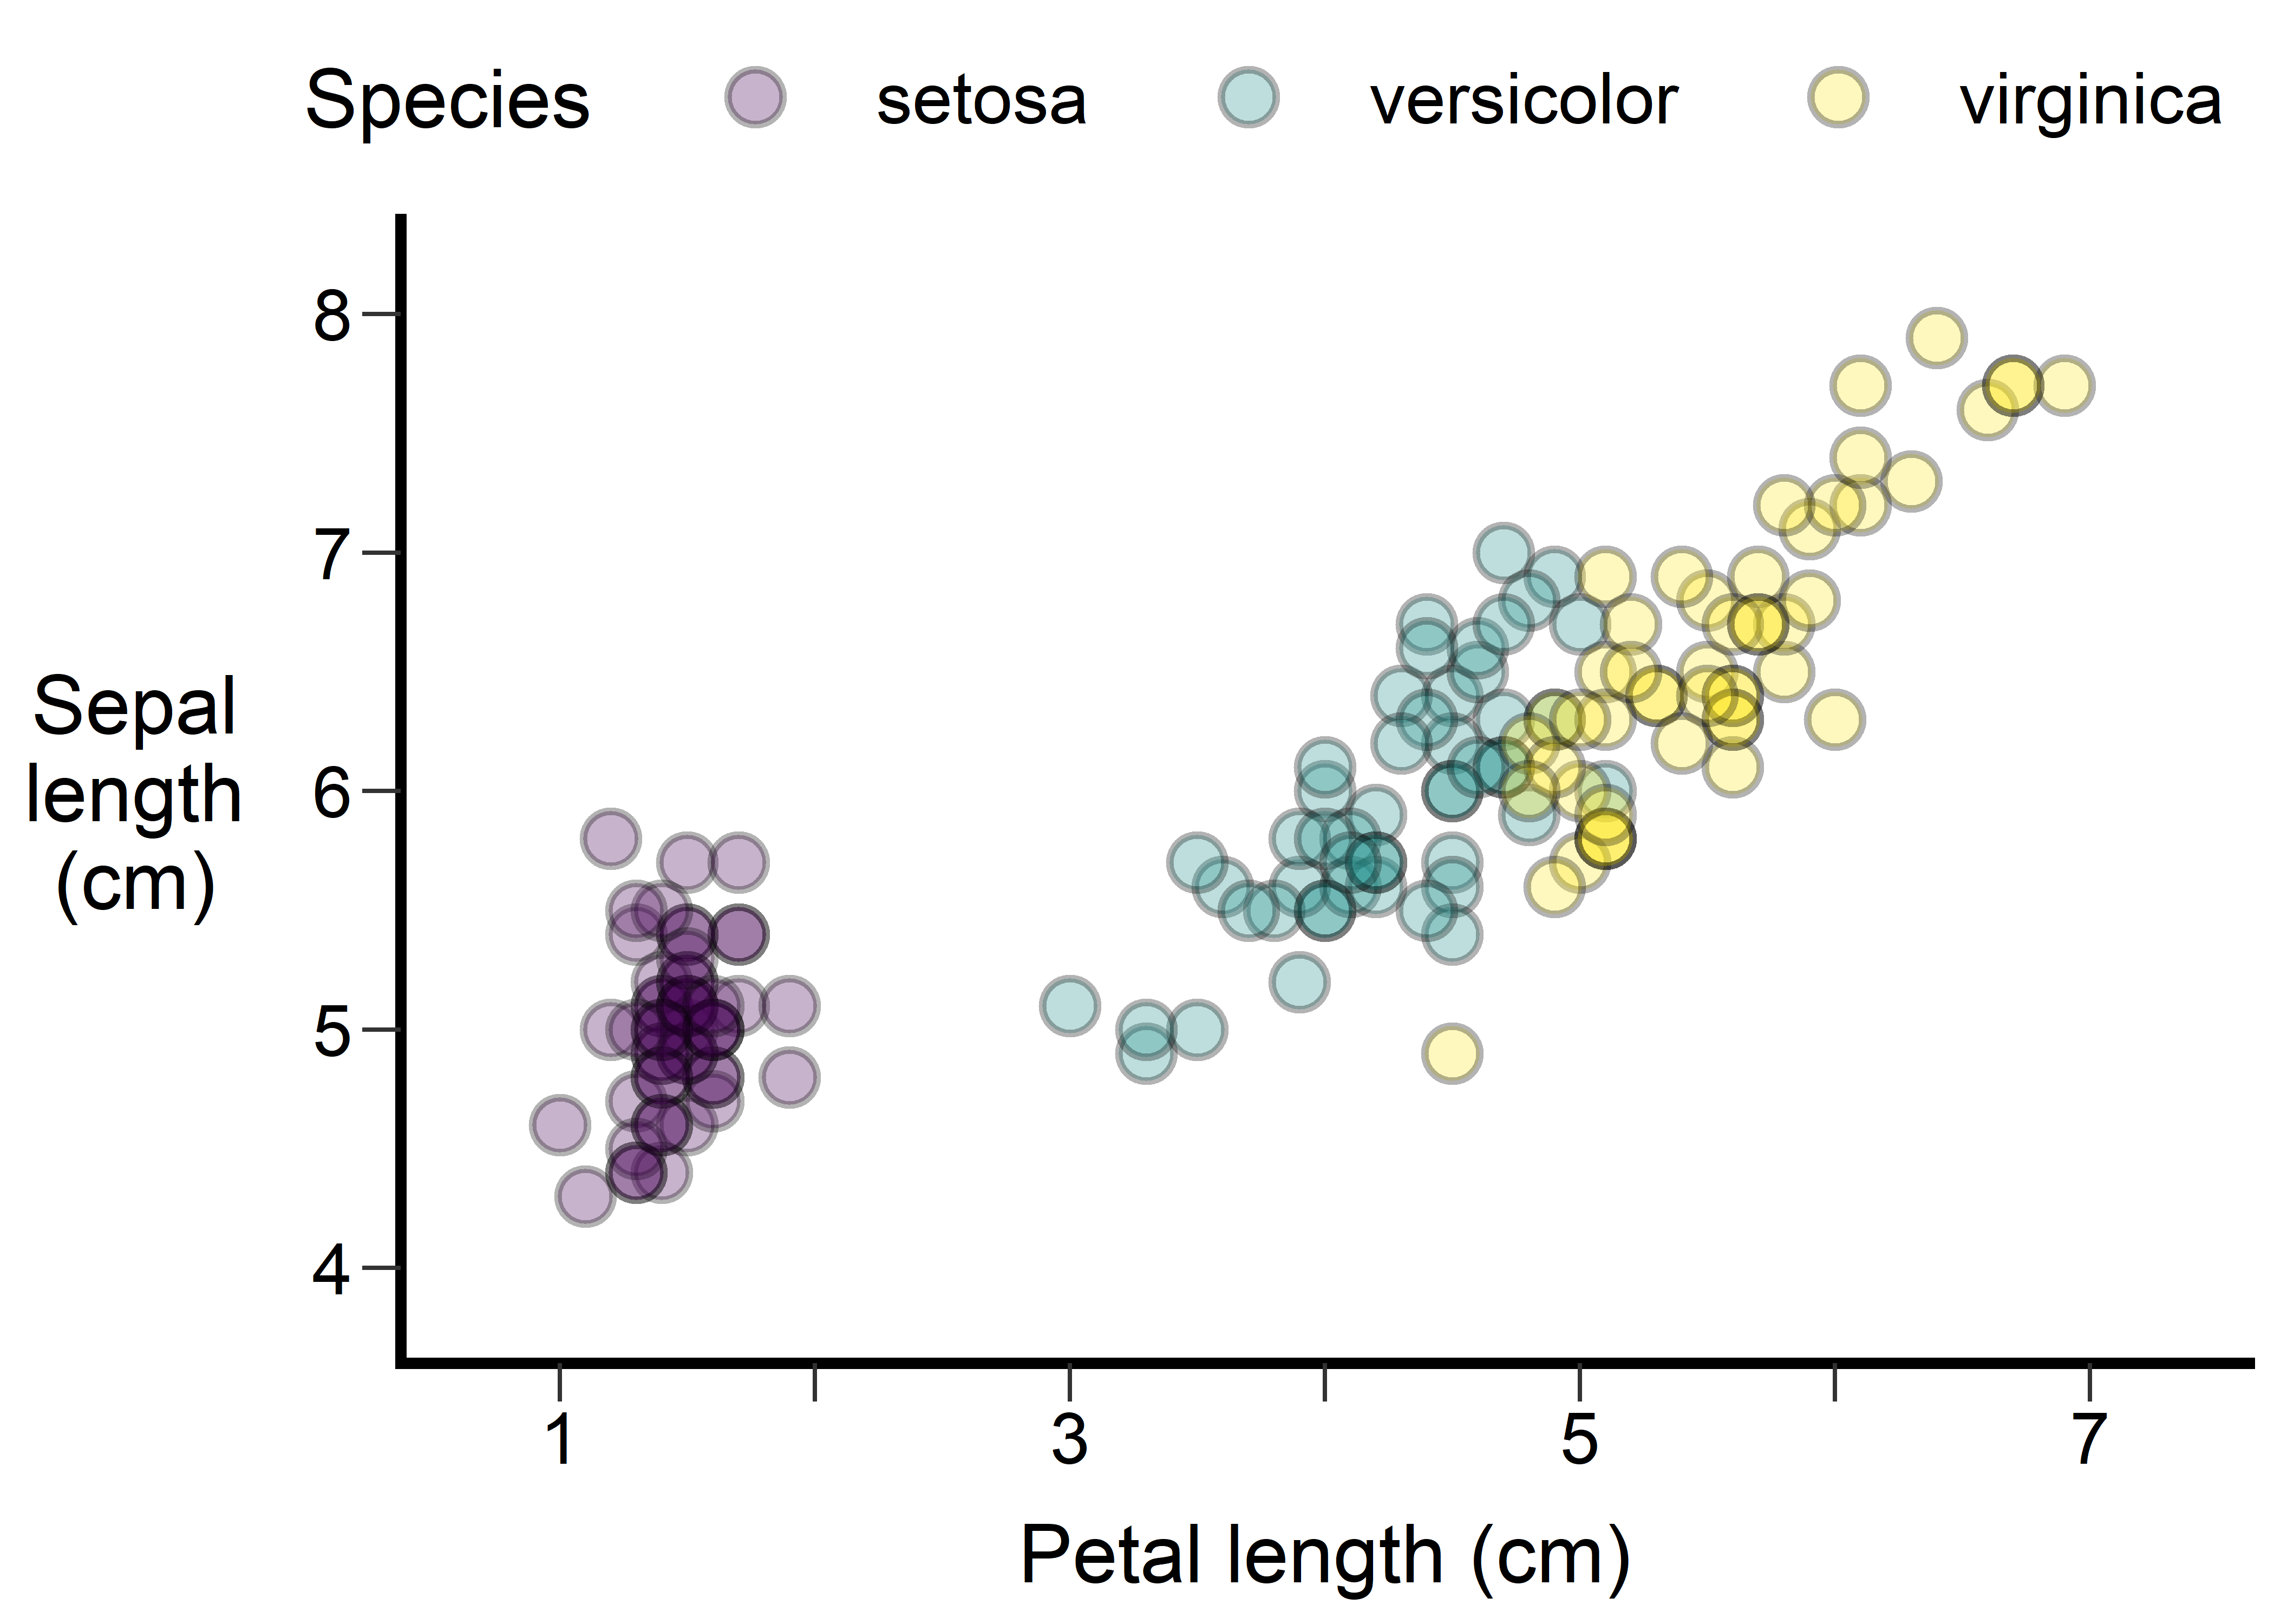 Species setosa versicolor virginica
8
7
6
5
4
Sepal
length
(cm)
1 3 5 7
Petal length (cm)